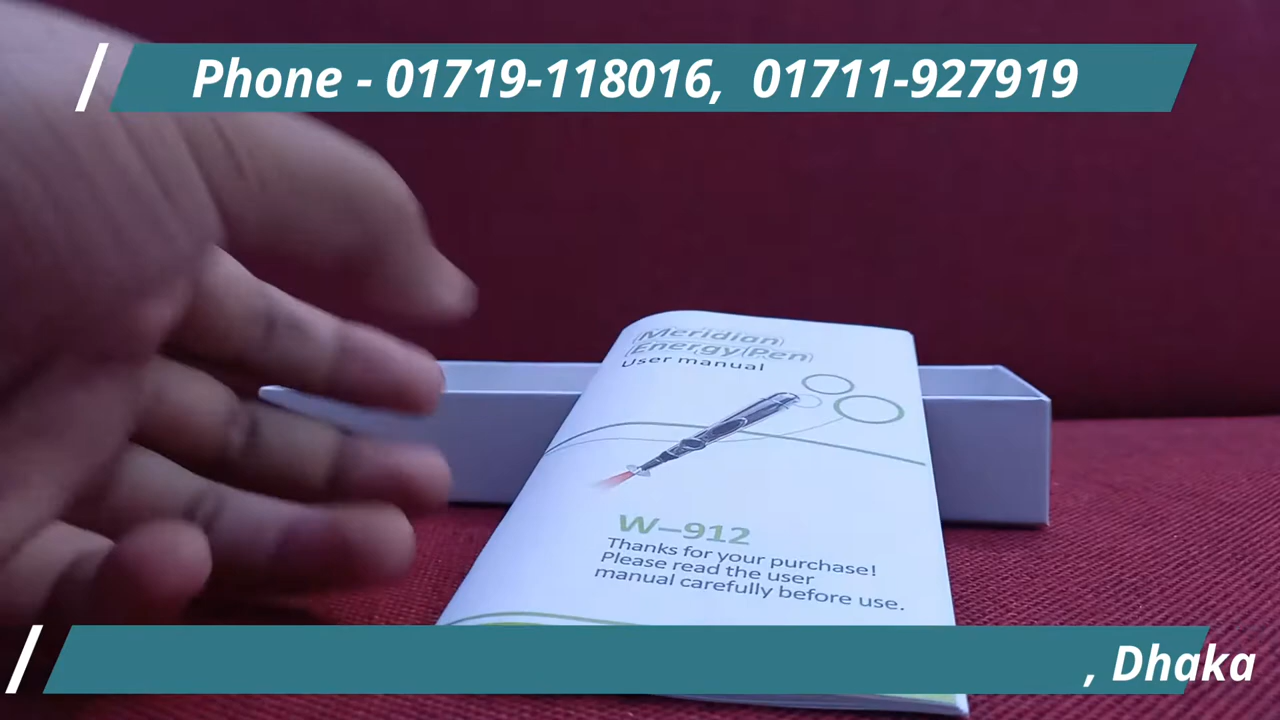 Phone - 01719-118016, 01711-927919
Meridian
Energy Pen
User manual
W-912
Thanks for your purchase!
Please read the user
manual carefully before use.
, Dhaka